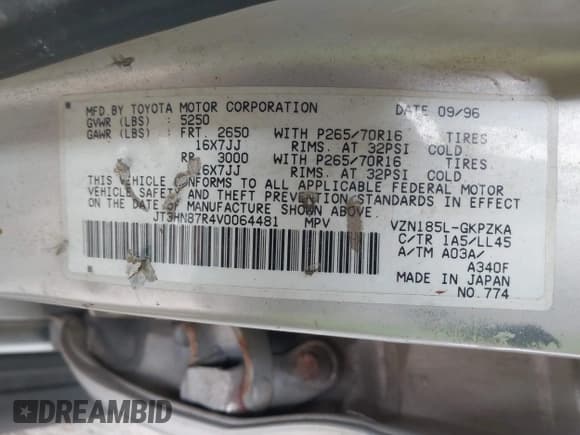 MFD.BY TOYOTA MOTOR CORPORATION DATE 09/96
GVWR (LBS) : 5250
GAWR (LBS) : FRT. 2650 WITH P265/70R16 TIRES
16X7JJ RIMS. AT 32PSI COLD
RR. 3000 WITH P265/70R16 TIRES
16X7JJ RIMS. AT 32PSI COLD
THIS VEHICLE CONFORMS TO ALL APPLICABLE FEDERAL MOTOR
VEHICLE SAFETY AND THEFT PREVENTION STANDARDS IN EFFECT
ON THE DATE OF MANUFACTURE SHOWN ABOVE.
JT3HN87R4V0064481 MPV VZN185L-GKPZKA
C/TR 1A5/LL45
A/TM A03A/
A340F
MADE IN JAPAN
NO.774
DREAMBID